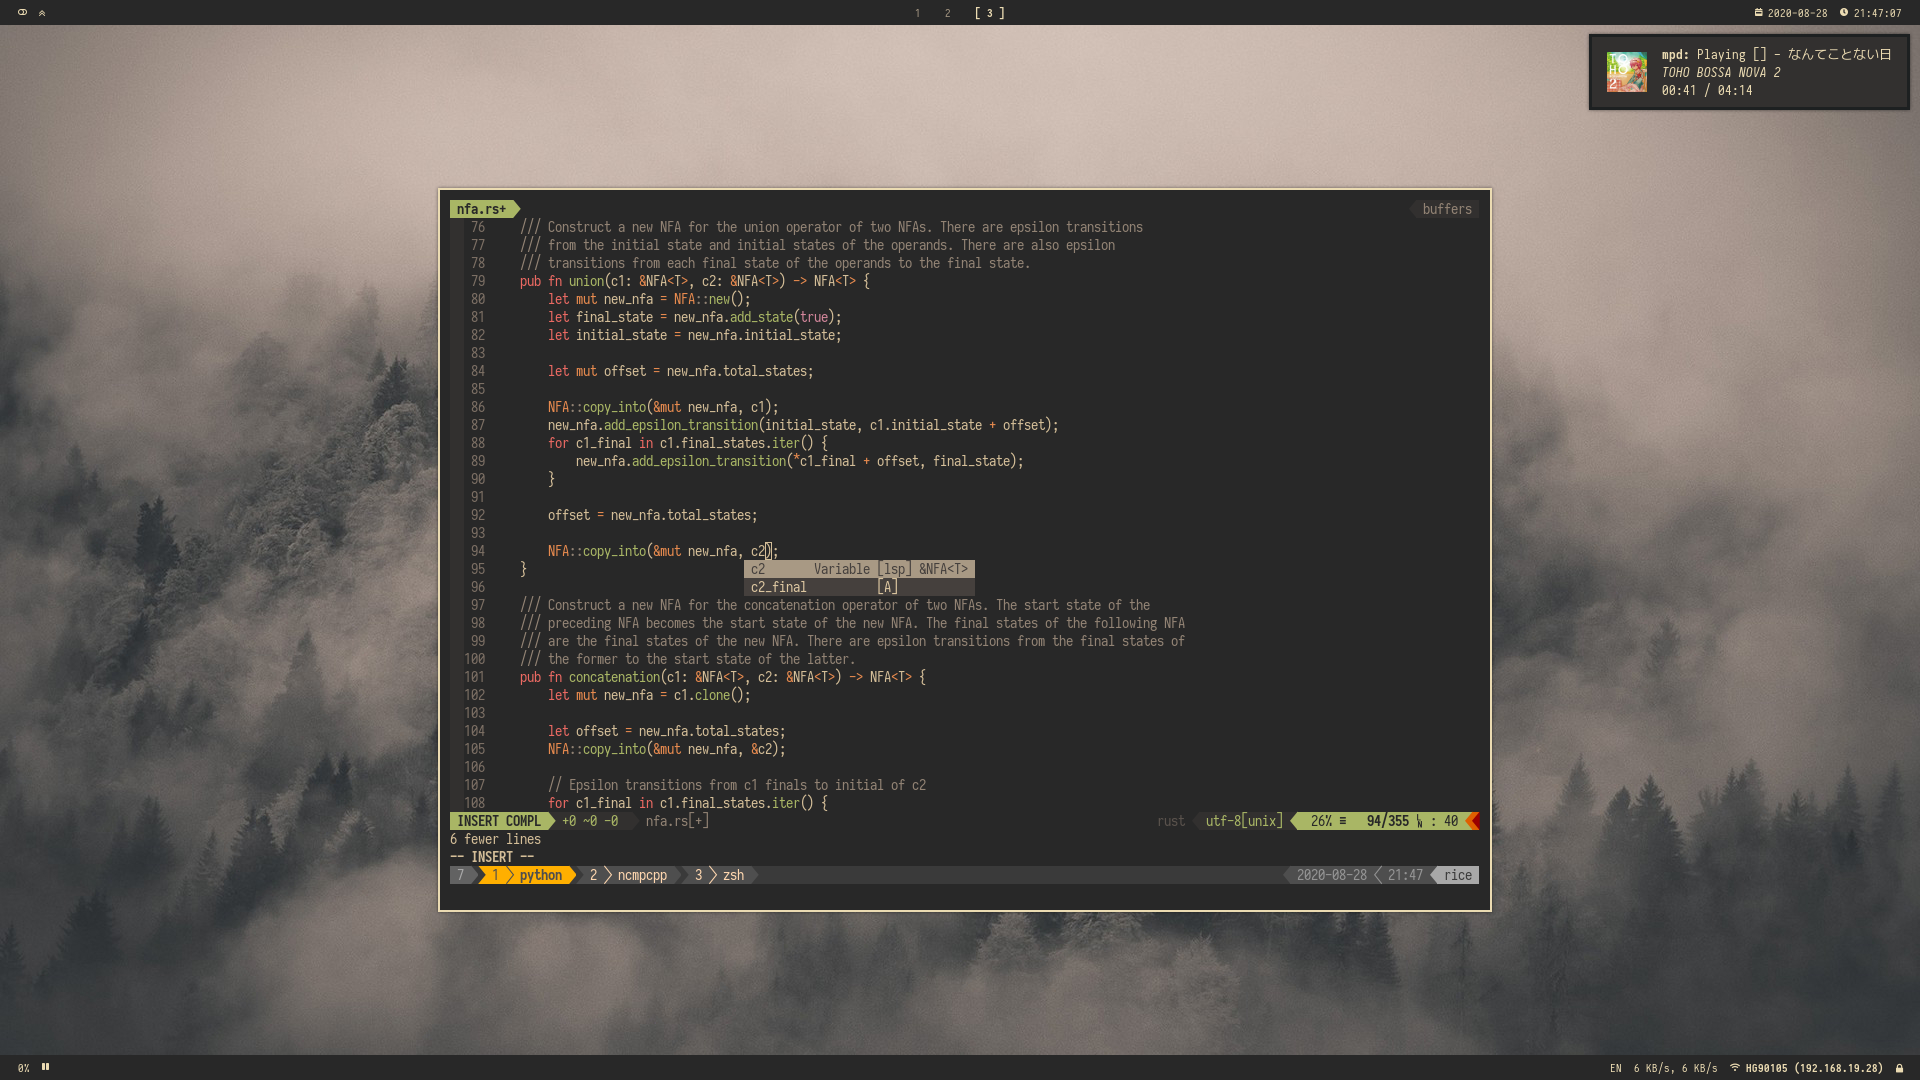 1 2 [ 3 ] 2020-08-28 21:47:07
mpd: Playing [] - なんてことない日
TOHO BOSSA NOVA 2
00:41 / 04:14
TO
HO
2
nfa.rs+ buffers
76 /// Construct a new NFA for the union operator of two NFAs. There are epsilon transitions
77 /// from the initial state and initial states of the operands. There are also epsilon
78 /// transitions from each final state of the operands to the final state.
79 pub fn union(c1: &NFA<T>, c2: &NFA<T>) -> NFA<T> {
80 let mut new_nfa = NFA::new();
81 let final_state = new_nfa.add_state(true);
82 let initial_state = new_nfa.initial_state;
83
84 let mut offset = new_nfa.total_states;
85
86 NFA::copy_into(&mut new_nfa, c1);
87 new_nfa.add_epsilon_transition(initial_state, c1.initial_state + offset);
88 for c1_final in c1.final_states.iter() {
89 new_nfa.add_epsilon_transition(*c1_final + offset, final_state);
90 }
91
92 offset = new_nfa.total_states;
93
94 NFA::copy_into(&mut new_nfa, c2);
95 } c2 Variable [lsp] &NFA<T>
96 c2_final [A]
97 /// Construct a new NFA for the concatenation operator of two NFAs. The start state of the
98 /// preceding NFA becomes the start state of the new NFA. The final states of the following NFA
99 /// are the final states of the new NFA. There are epsilon transitions from the final states of
100 /// the former to the start state of the latter.
101 pub fn concatenation(c1: &NFA<T>, c2: &NFA<T>) -> NFA<T> {
102 let mut new_nfa = c1.clone();
103
104 let offset = new_nfa.total_states;
105 NFA::copy_into(&mut new_nfa, &c2);
106
107 // Epsilon transitions from c1 finals to initial of c2
108 for c1_final in c1.final_states.iter() {
INSERT COMPL +0 ~0 -0 nfa.rs[+] rust utf-8[unix] 26% ≡ 94/355 : 40
6 fewer lines
-- INSERT --
7 1 python 2 ncmpcpp 3 zsh 2020-08-28 21:47 rice
0% EN 6 KB/s, 6 KB/s HG90105 (192.168.19.28)